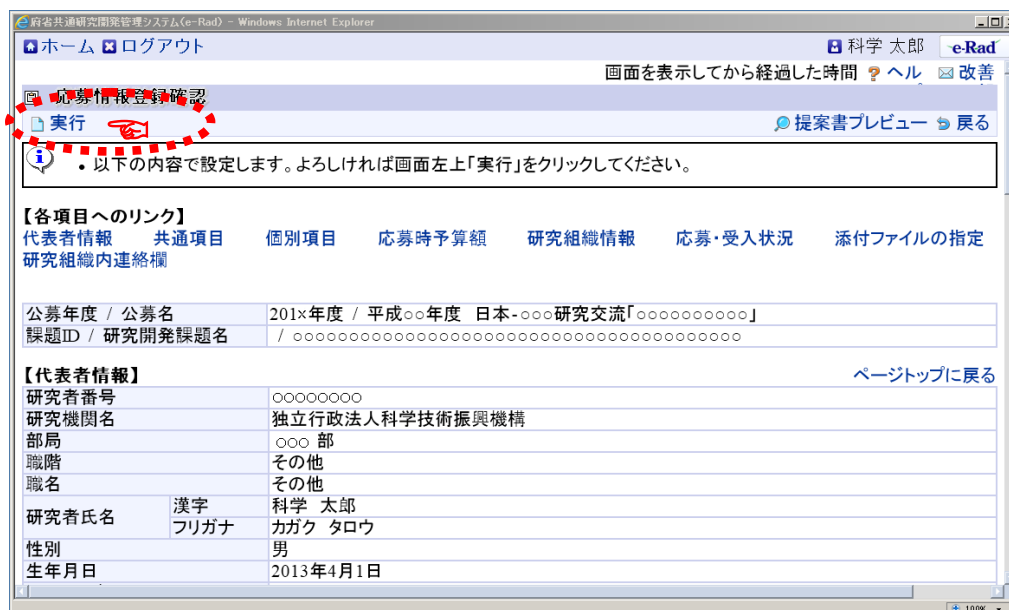 府省共通研究開発管理システム(e-Rad) - Windows Internet Explorer
ホーム ログアウト 科学 太郎 e-Rad
画面を表示してから経過した時間 ヘル 改善
応募情報登録確認
実行 提案書プレビュー 戻る
• 以下の内容で設定します。よろしければ画面左上「実行」をクリックしてください。
【各項目へのリンク】
代表者情報 共通項目 個別項目 応募時予算額 研究組織情報 応募・受入状況 添付ファイルの指定
研究組織内連絡欄
公募年度 / 公募名 201×年度 / 平成○○年度 日本-○○○研究交流「○○○○○○○○○○」
課題ID / 研究開発課題名 / ○○○○○○○○○○○○○○○○○○○○○○○○○○○○○○○○○○○○○○○○
【代表者情報】 ページトップに戻る
研究者番号 ○○○○○○○○
研究機関名 独立行政法人科学技術振興機構
部局 ○○○ 部
職階 その他
職名 その他
研究者氏名 漢字 科学 太郎
フリガナ カガク タロウ
性別 男
生年月日 2013年4月1日
100%